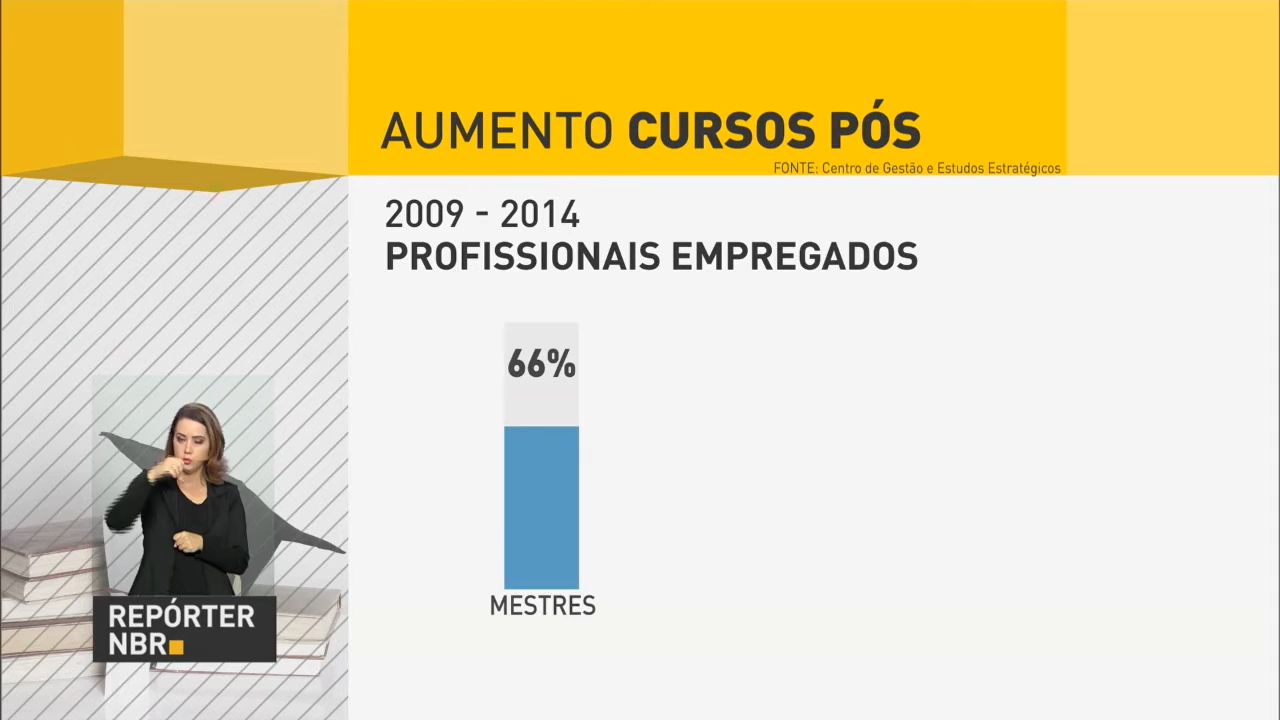 AUMENTO CURSOS PÓS
FONTE: Centro de Gestão e Estudos Estratégicos
2009 - 2014
PROFISSIONAIS EMPREGADOS
66%
MESTRES
REPÓRTER
NBR